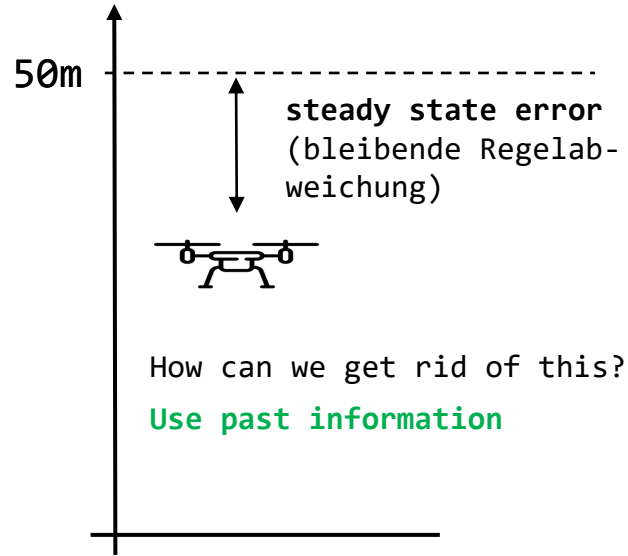 50m
steady state error
(bleibende Regelab-
weichung)
How can we get rid of this?
Use past information